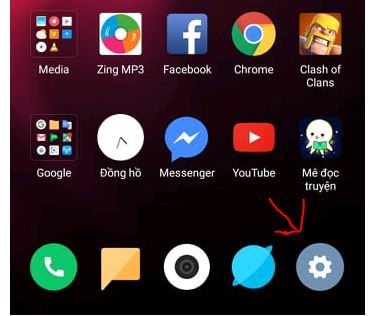 Media
Zing MP3
Facebook
Chrome
Clash of
Clans
Google
Đồng hồ
Messenger
YouTube
Mê đọc
truyện